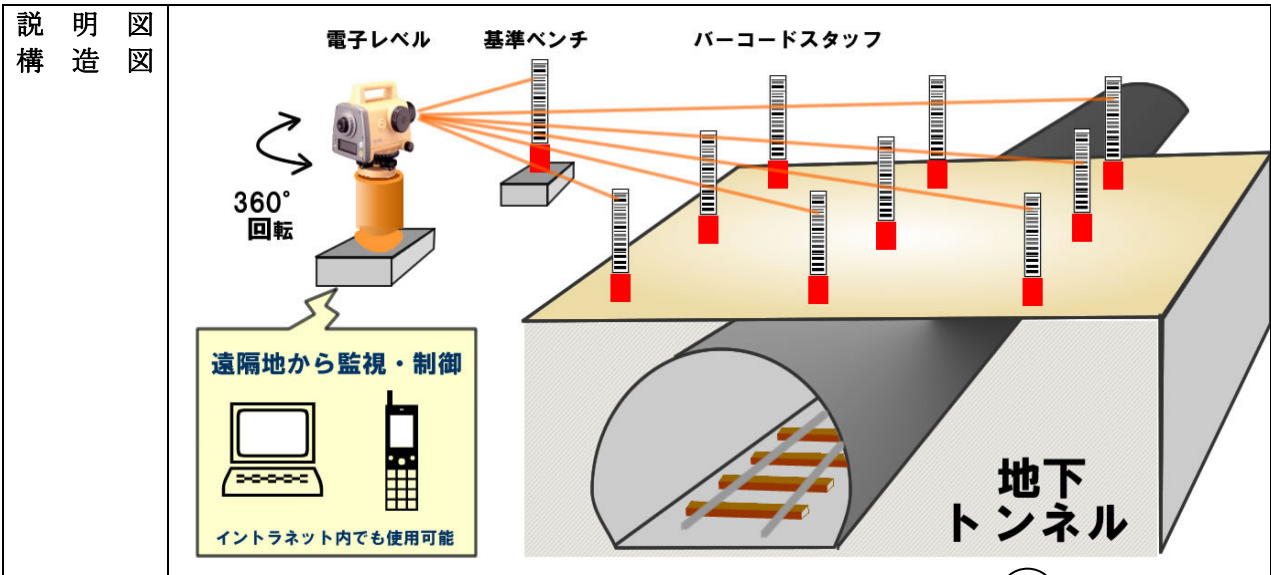 説明図
構造図
電子レベル
基準ベンチ
バーコードスタッフ
360°
回転
遠隔地から監視・制御
イントラネット内でも使用可能
地下
トンネル